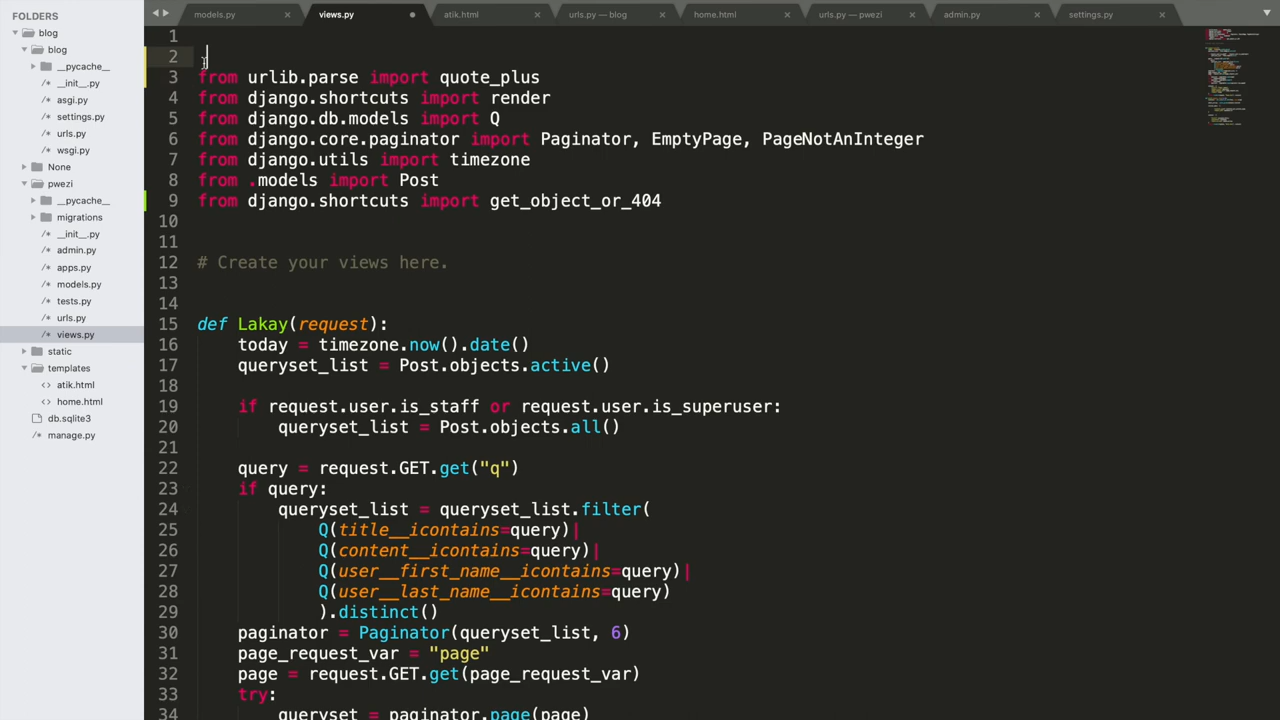 FOLDERS
blog
blog
__pycache__
/* __init__.py
/* asgi.py
/* settings.py
/* urls.py
/* wsgi.py
None
pwezi
__pycache__
migrations
/* __init__.py
/* admin.py
/* apps.py
/* models.py
/* tests.py
/* urls.py
/* views.py
static
templates
<> atik.html
<> home.html
db.sqlite3
/* manage.py
models.py
views.py
atik.html
urls.py — blog
home.html
urls.py — pwezi
admin.py
settings.py
1
2
3 from urllib.parse import quote_plus
4 from django.shortcuts import render
5 from django.db.models import Q
6 from django.core.paginator import Paginator, EmptyPage, PageNotAnInteger
7 from django.utils import timezone
8 from .models import Post
9 from django.shortcuts import get_object_or_404
10
11
12 # Create your views here.
13
14
15 def Lakay(request):
16 today = timezone.now().date()
17 queryset_list = Post.objects.active()
18
19 if request.user.is_staff or request.user.is_superuser:
20 queryset_list = Post.objects.all()
21
22 query = request.GET.get("q")
23 if query:
24 queryset_list = queryset_list.filter(
25 Q(title__icontains=query)|
26 Q(content__icontains=query)|
27 Q(user__first_name__icontains=query)|
28 Q(user__last_name__icontains=query)
29 ).distinct()
30 paginator = Paginator(queryset_list, 6)
31 page_request_var = "page"
32 page = request.GET.get(page_request_var)
33 try:
34 queryset = paginator.page(page)